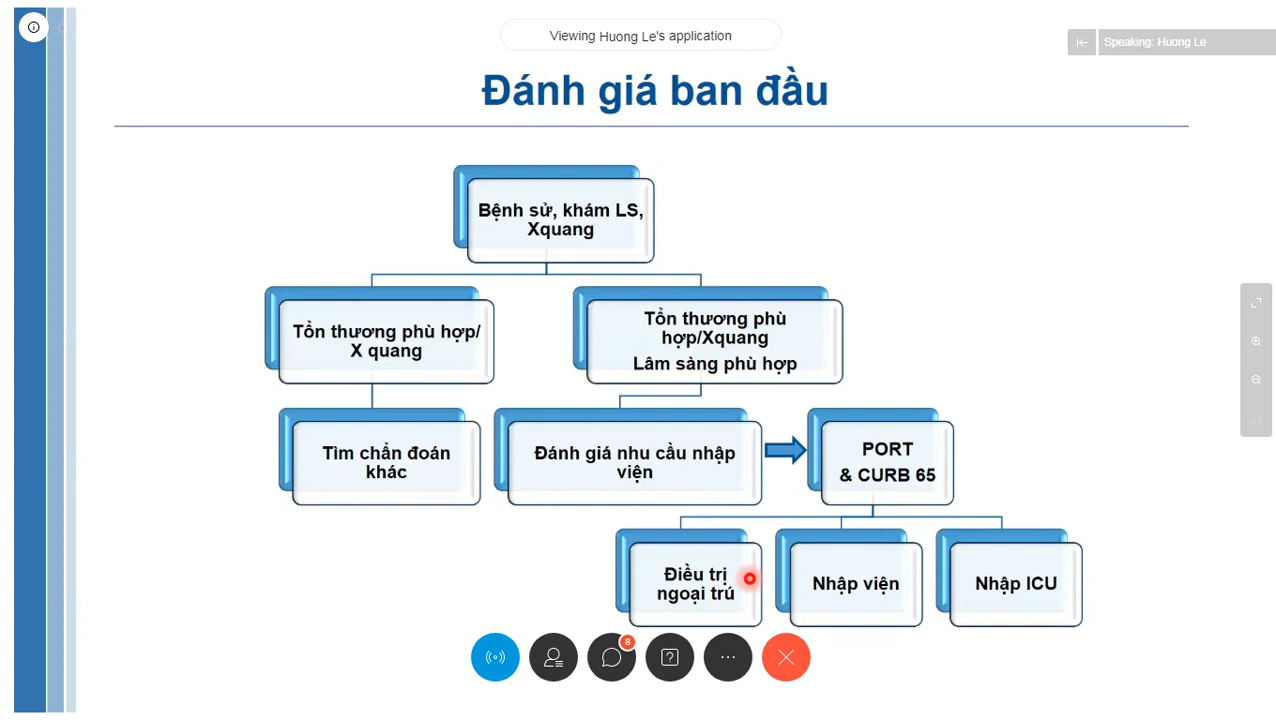 Viewing Huong Le's application
Speaking: Huong Le
Đánh giá ban đầu
Bệnh sử, khám LS,
Xquang
Tổn thương phù hợp/
X quang
Tổn thương phù
hợp/Xquang
Lâm sàng phù hợp
Tìm chẩn đoán
khác
Đánh giá nhu cầu nhập
viện
PORT
& CURB 65
Điều trị
ngoại trú
Nhập viện
Nhập ICU
8